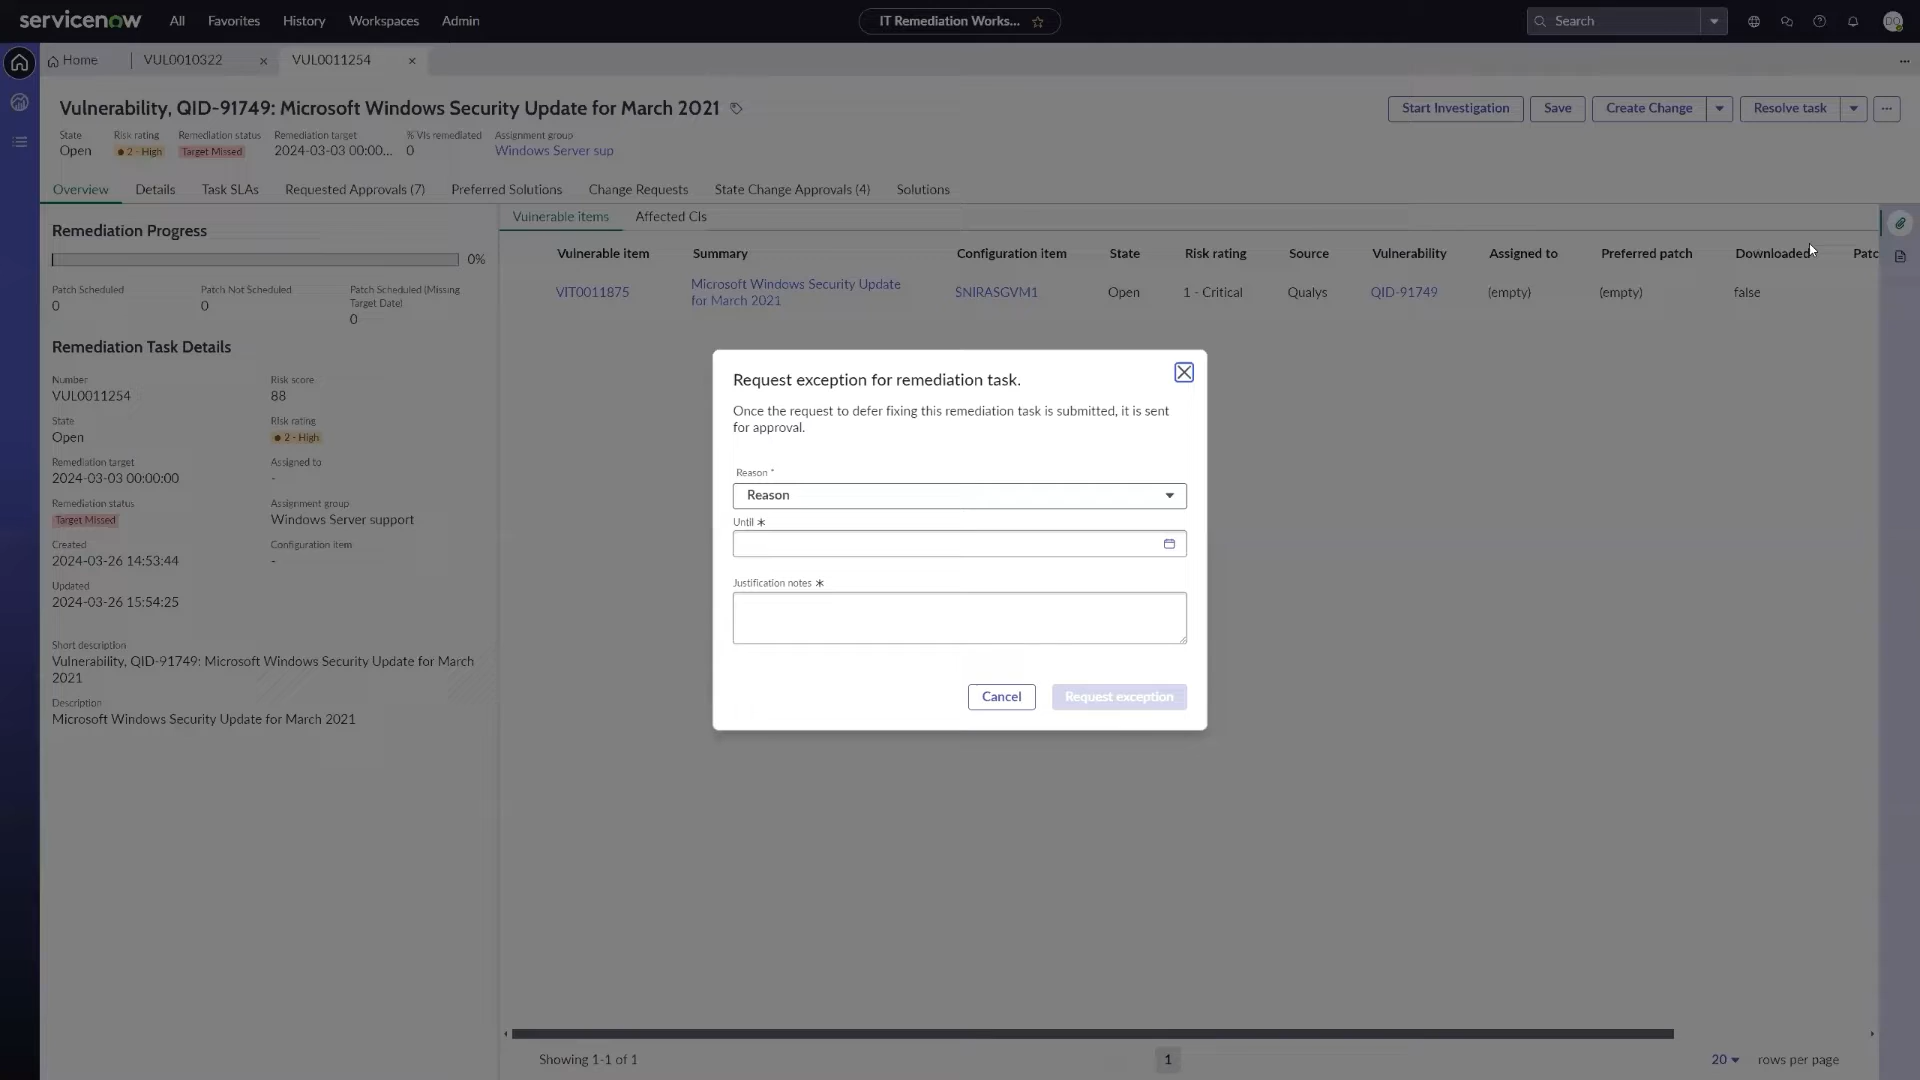 servicenow
All
Favorites
History
Workspaces
Admin
IT Remediation Works...
Search
DO
Home
VUL0010322
VUL0011254
Vulnerability, QID-91749: Microsoft Windows Security Update for March 2021
Start Investigation
Save
Create Change
Resolve task
State
Risk rating
Remediation status
Remediation target
% VIs remediated
Assignment group
Open
2 - High
Target Missed
2024-03-03 00:00...
0
Windows Server sup
Overview
Details
Task SLAs
Requested Approvals (7)
Preferred Solutions
Change Requests
State Change Approvals (4)
Solutions
Remediation Progress
0%
Patch Scheduled
0
Patch Not Scheduled
0
Patch Scheduled (Missing
Target Date)
0
Remediation Task Details
Number
VUL0011254
Risk score
88
State
Open
Risk rating
2 - High
Remediation target
2024-03-03 00:00:00
Assigned to
-
Remediation status
Target Missed
Assignment group
Windows Server support
Created
2024-03-26 14:53:44
Configuration item
-
Updated
2024-03-26 15:54:25
Short description
Vulnerability, QID-91749: Microsoft Windows Security Update for March
2021
Description
Microsoft Windows Security Update for March 2021
Vulnerable items
Affected CIs
Vulnerable item
Summary
Configuration item
State
Risk rating
Source
Vulnerability
Assigned to
Preferred patch
Downloaded
Patc
VIT0011875
Microsoft Windows Security Update
for March 2021
SNIRASGVM1
Open
1 - Critical
Qualys
QID-91749
(empty)
(empty)
false
Request exception for remediation task.
Once the request to defer fixing this remediation task is submitted, it is sent
for approval.
Reason *
Reason
Until *
Justification notes *
Cancel
Request exception
Showing 1-1 of 1
1
20
rows per page